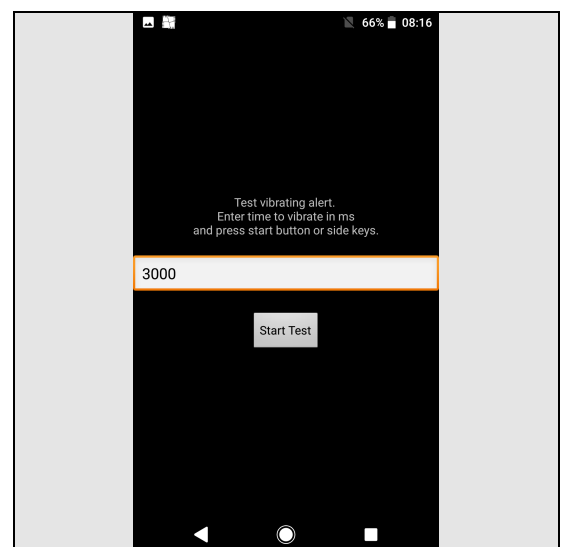 66% 08:16
Test vibrating alert.
Enter time to vibrate in ms
and press start button or side keys.
3000
Start Test